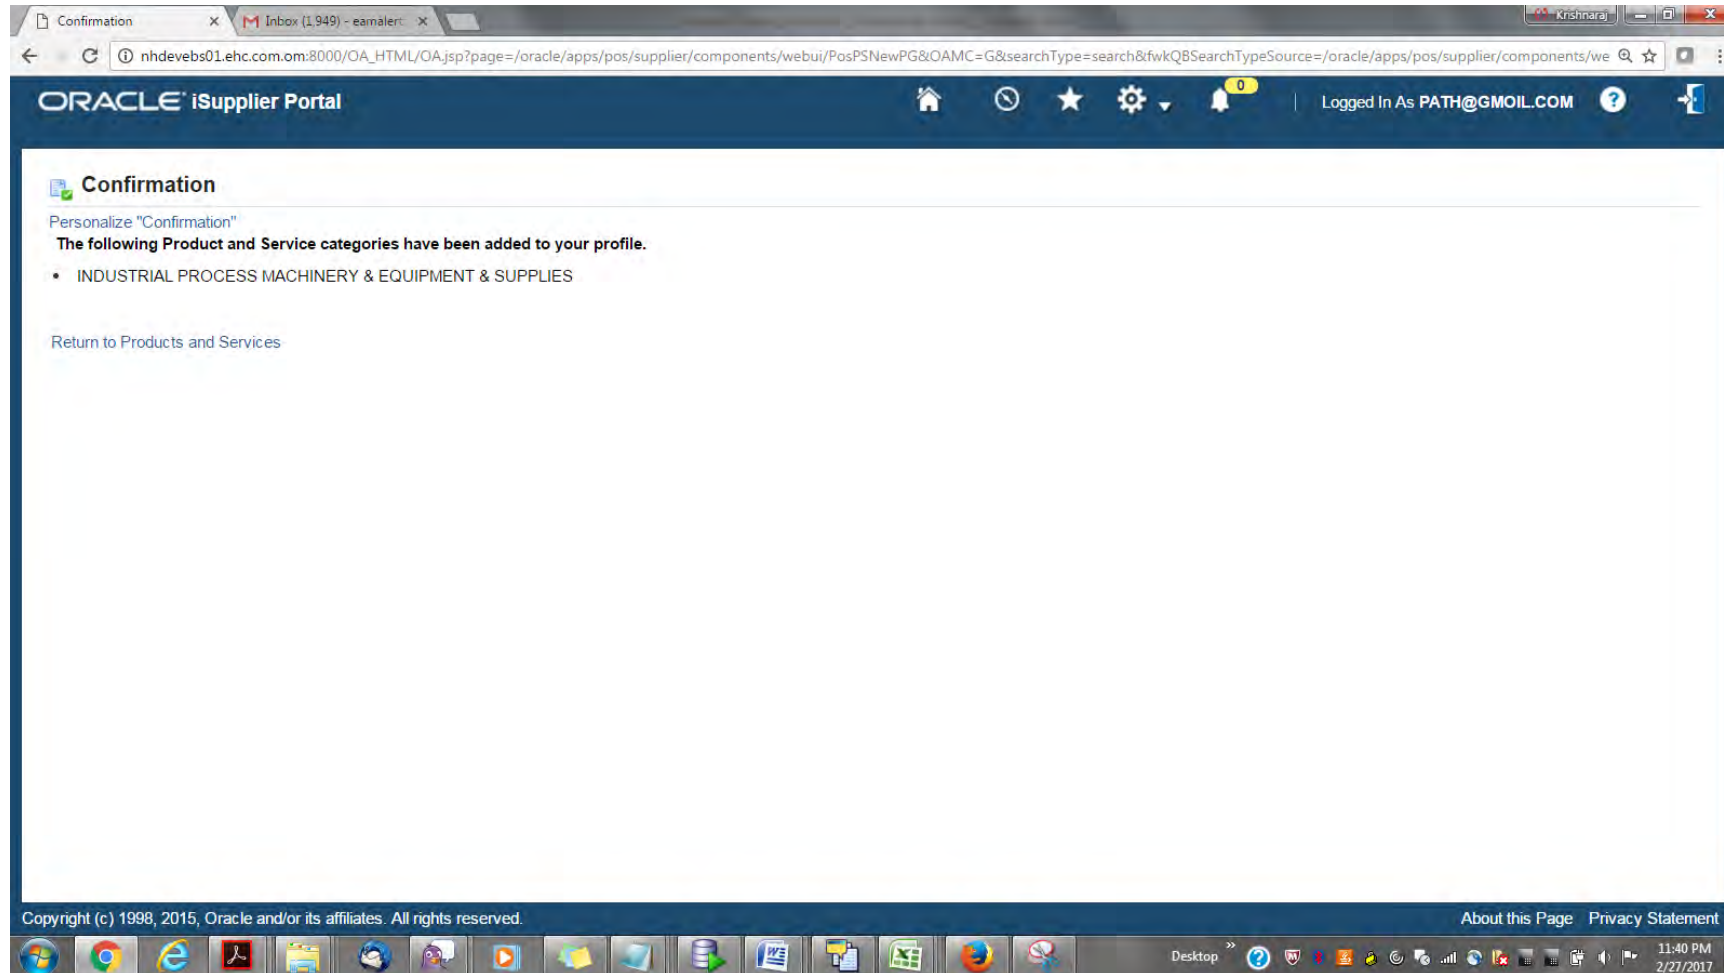 Confirmation
Inbox (1,949) - eamalert
Krishnaraj
nhdevebs01.ehc.com.om:8000/OA_HTML/OA.jsp?page=/oracle/apps/pos/supplier/components/webui/PosPSNewPG&OAMC=G&searchType=search&fwkQBSearchTypeSource=/oracle/apps/pos/supplier/components/we
ORACLE iSupplier Portal
0
Logged In As PATH@GMOIL.COM
Confirmation
Personalize "Confirmation"
The following Product and Service categories have been added to your profile.
• INDUSTRIAL PROCESS MACHINERY & EQUIPMENT & SUPPLIES
Return to Products and Services
Copyright (c) 1998, 2015, Oracle and/or its affiliates. All rights reserved.
About this Page Privacy Statement
Desktop
11:40 PM
2/27/2017